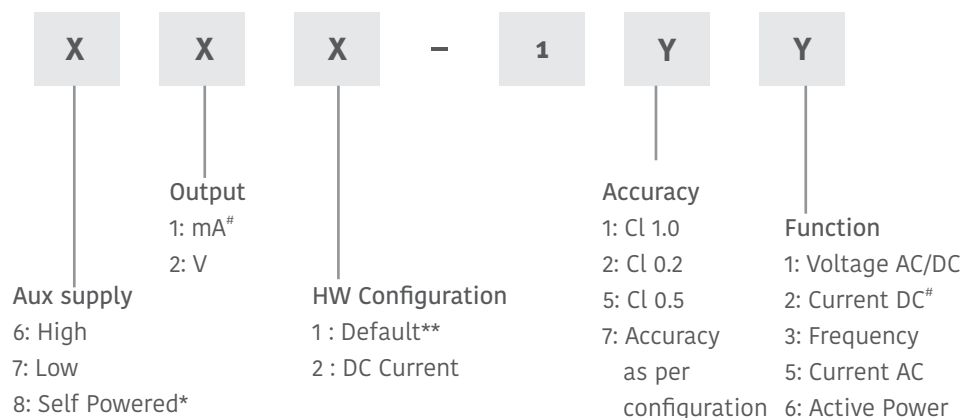 X X X – 1 Y Y
Output
1: mA#
2: V
Aux supply
6: High
7: Low
8: Self Powered*
HW Configuration
1 : Default**
2 : DC Current
Accuracy
1: Cl 1.0
2: Cl 0.2
5: Cl 0.5
7: Accuracy
as per
configuration
Function
1: Voltage AC/DC
2: Current DC#
3: Frequency
5: Current AC
6: Active Power